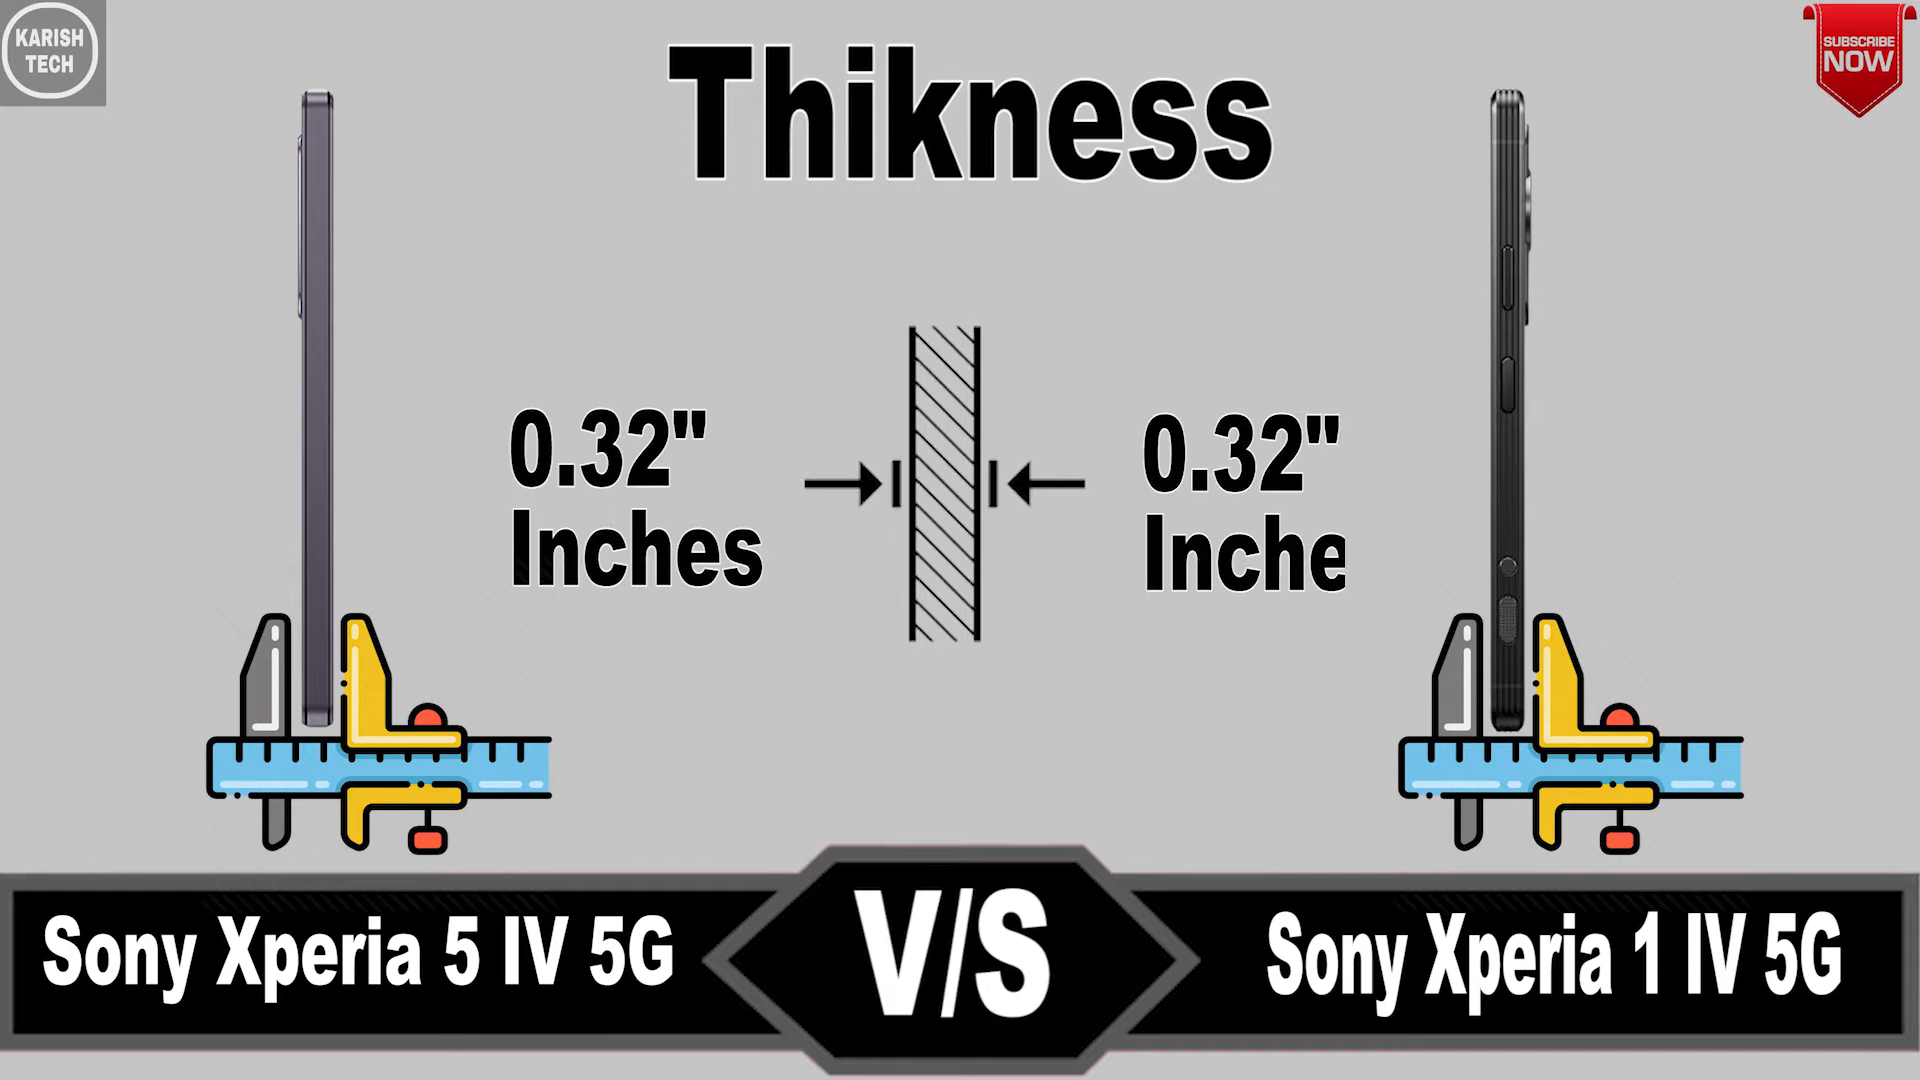 KARISH
TECH
SUBSCRIBE
NOW
Thikness
0.32"
Inches
0.32"
Inche
Sony Xperia 5 IV 5G
V/S
Sony Xperia 1 IV 5G